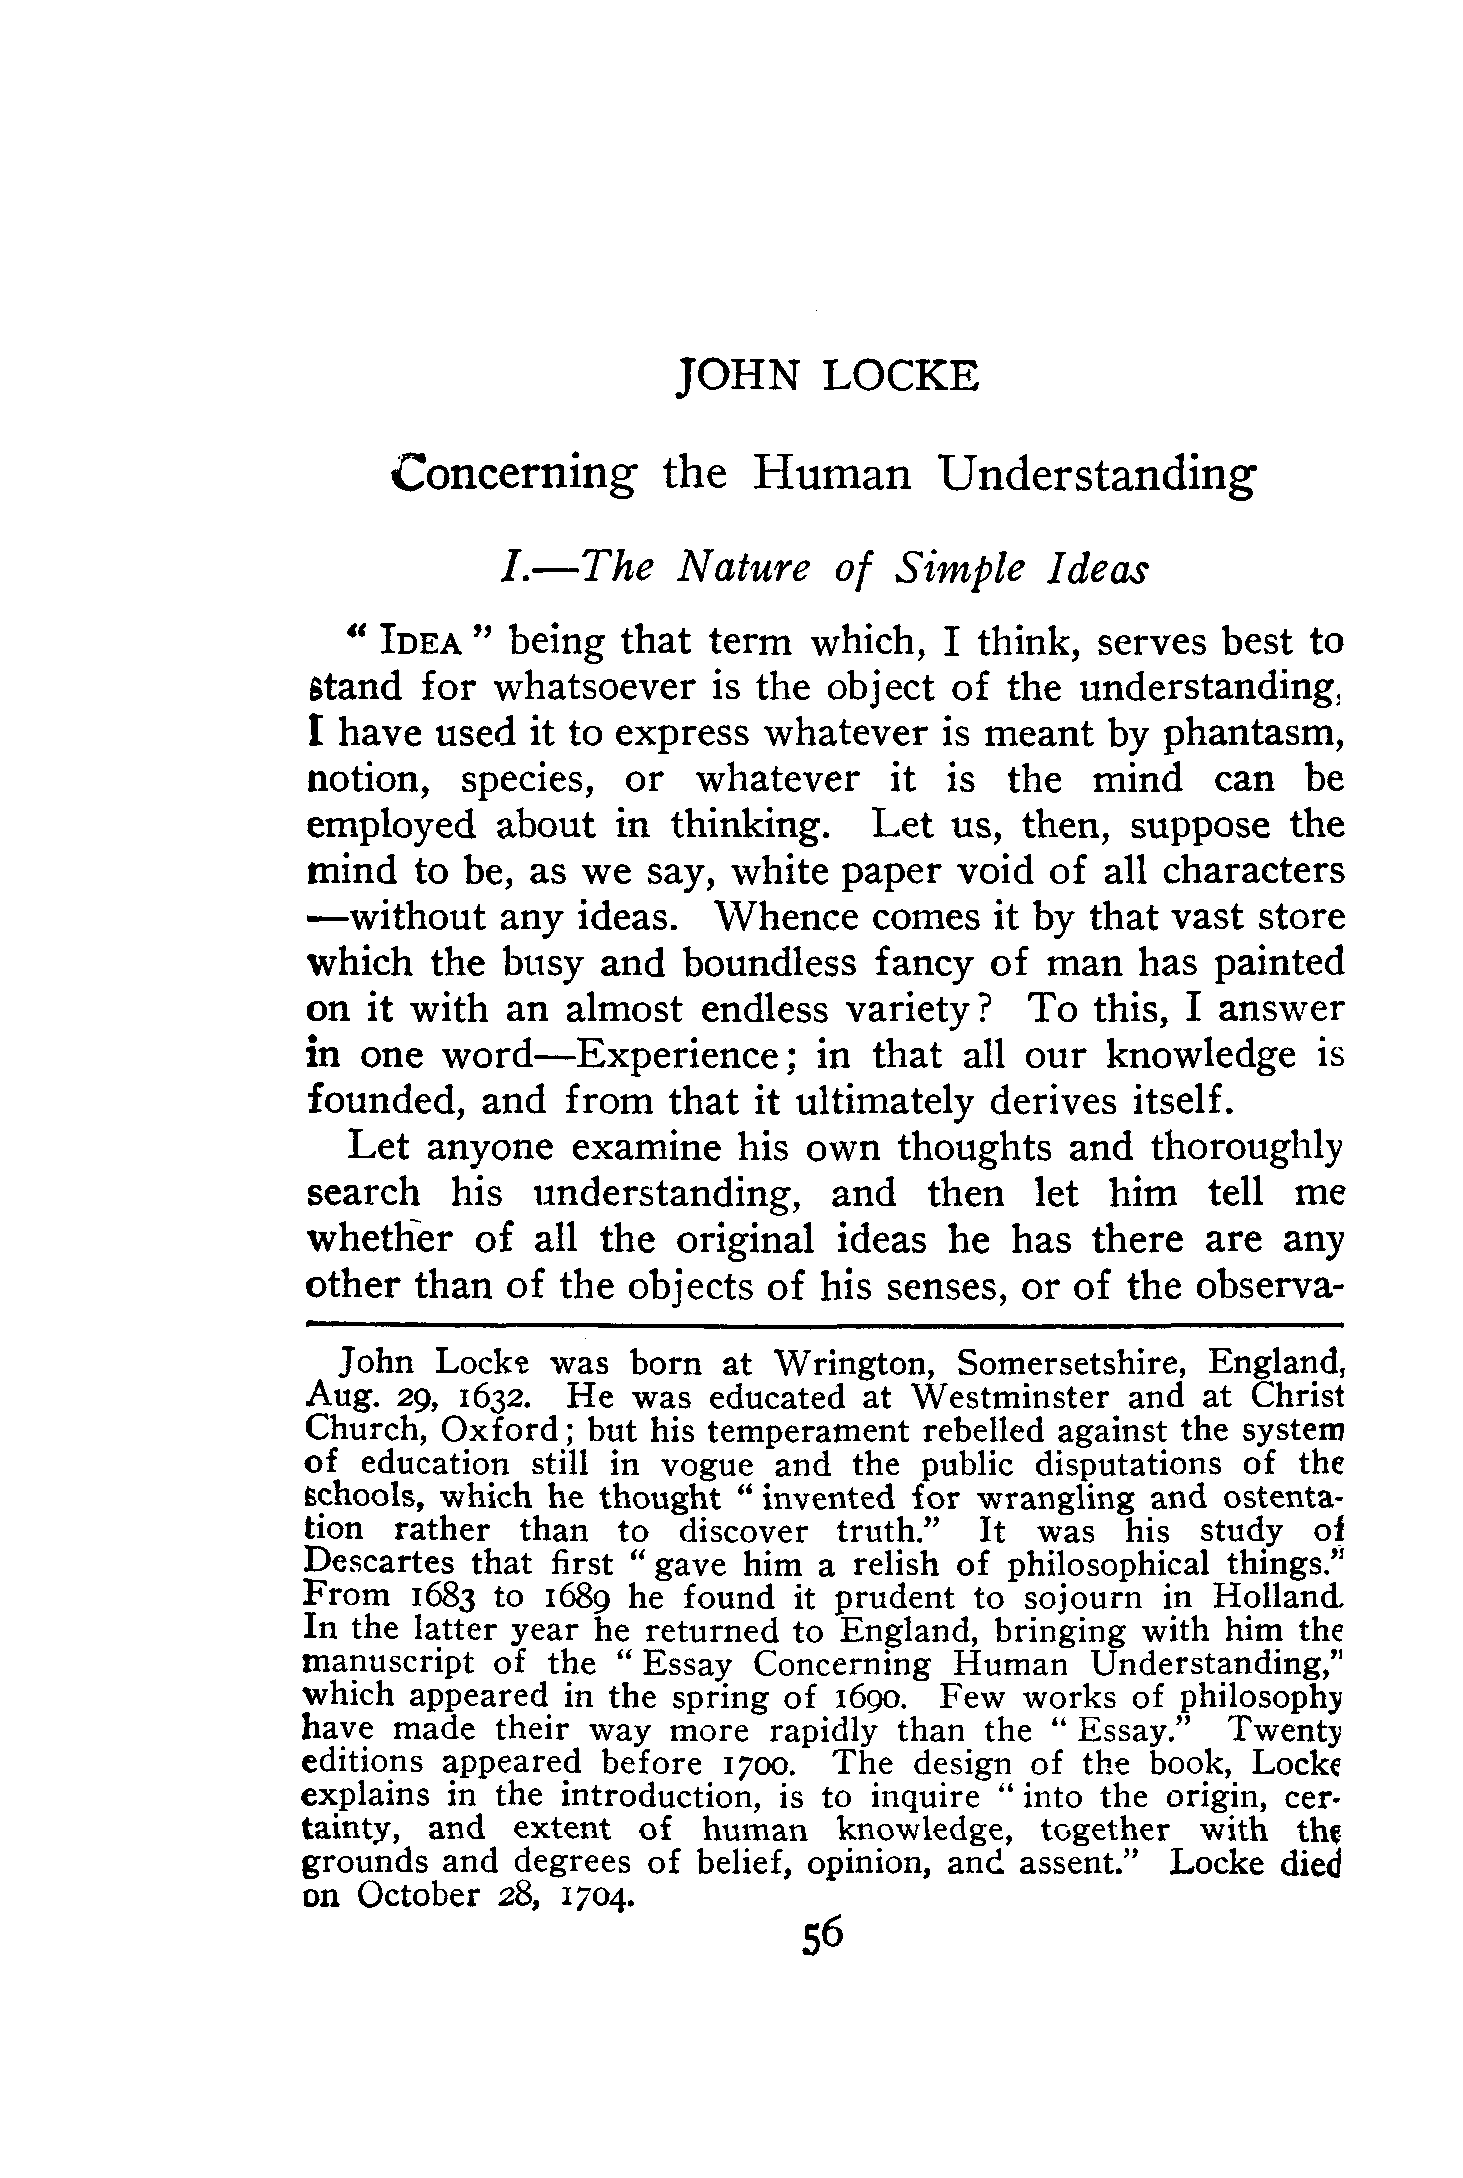 JOHN LOCKE
Concerning the Human Understanding
I.—The Nature of Simple Ideas
“ IDEA ” being that term which, I think, serves best to
stand for whatsoever is the object of the understanding,
I have used it to express whatever is meant by phantasm,
notion, species, or whatever it is the mind can be
employed about in thinking. Let us, then, suppose the
mind to be, as we say, white paper void of all characters
—without any ideas. Whence comes it by that vast store
which the busy and boundless fancy of man has painted
on it with an almost endless variety? To this, I answer
in one word—Experience; in that all our knowledge is
founded, and from that it ultimately derives itself.
Let anyone examine his own thoughts and thoroughly
search his understanding, and then let him tell me
whether of all the original ideas he has there are any
other than of the objects of his senses, or of the observa-
John Locke was born at Wrington, Somersetshire, England,
Aug. 29, 1632. He was educated at Westminster and at Christ
Church, Oxford; but his temperament rebelled against the system
of education still in vogue and the public disputations of the
schools, which he thought “ invented for wrangling and ostenta-
tion rather than to discover truth.” It was his study of
Descartes that first “ gave him a relish of philosophical things.”
From 1683 to 1689 he found it prudent to sojourn in Holland.
In the latter year he returned to England, bringing with him the
manuscript of the “ Essay Concerning Human Understanding,”
which appeared in the spring of 1690. Few works of philosophy
have made their way more rapidly than the “ Essay.” Twenty
editions appeared before 1700. The design of the book, Locke
explains in the introduction, is to inquire “ into the origin, cer-
tainty, and extent of human knowledge, together with the
grounds and degrees of belief, opinion, and assent.” Locke died
on October 28, 1704.
56